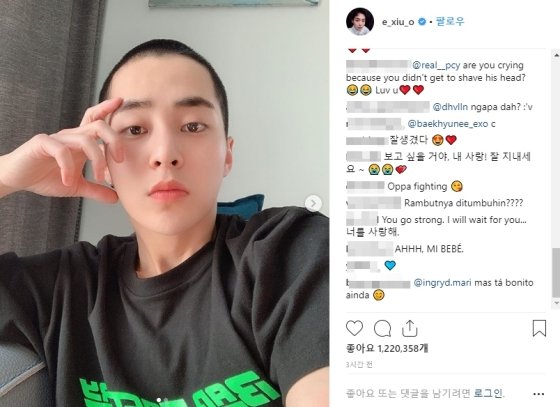 e_xiu_o • 팔로우
@real__pcy are you crying
because you didn't get to shave his head?
😂😂 Luv u❤❤
@dhvlln ngapa dah? :'v
@baekhyunee_exo c
잘생겼다 😍❤
보고 싶을 거야, 내 사랑! 잘 지내세
요 ~ 😭😭💕
Oppa fighting 😘
Rambutnya ditumbuhin????
l You go strong. I will wait for you...
너를 사랑해.
AHHH, MI BEBÉ.
💙
@ingryd.mari mas tá bonito
ainda 😋
좋아요 1,220,358개
3시간 전
좋아요 또는 댓글을 남기려면 로그인.